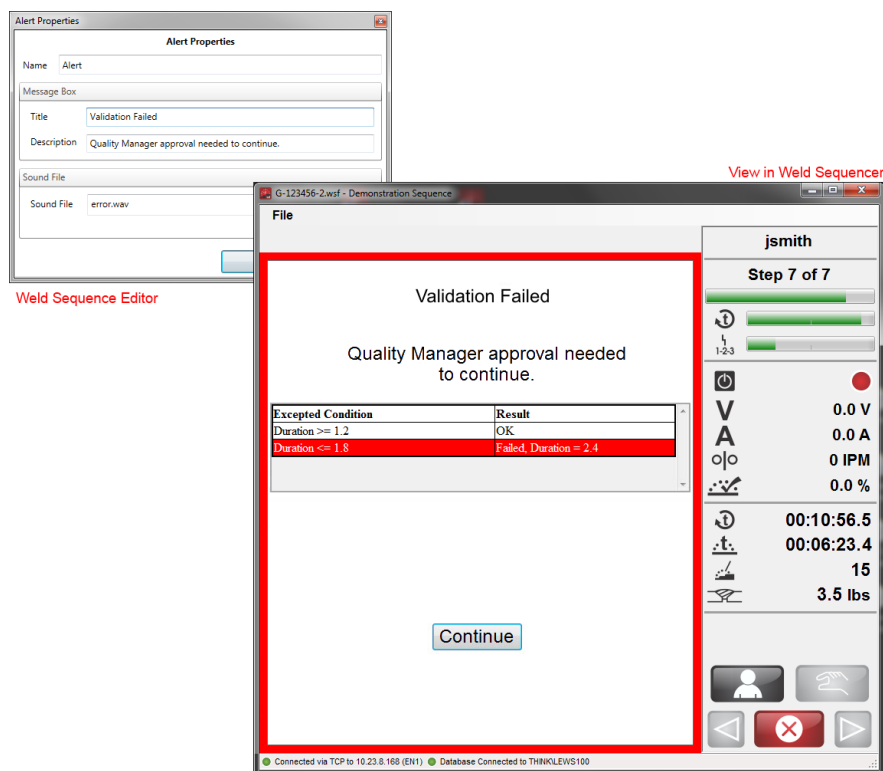 Alert Properties
Alert Properties
Name Alert
Message Box
Title Validation Failed
Description Quality Manager approval needed to continue.
Sound File
Sound File error.wav
Weld Sequence Editor
View in Weld Sequencer
G-123456-2.wsf - Demonstration Sequence
File
jsmith
Step 7 of 7
Validation Failed
Quality Manager approval needed
to continue.
Excepted Condition Result
Duration >= 1.2 OK
Duration <= 1.8 Failed, Duration = 2.4
Continue
t
1-2-3
V 0.0 V
A 0.0 A
0 IPM
0.0 %
t 00:10:56.5
.t. 00:06:23.4
15
3.5 lbs
Connected via TCP to 10.23.8.168 (EN1) Database Connected to THINK\LEWS100